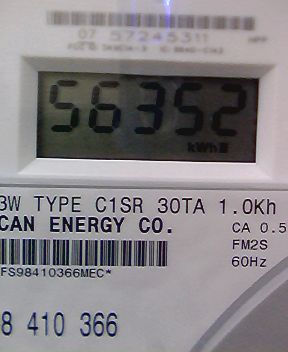 07 57245311
56352
kWh
3W TYPE C1SR 30TA 1.0Kh
CAN ENERGY CO.
CA 0.5
FM2S
FS98410366MEC*
60Hz
8 410 366